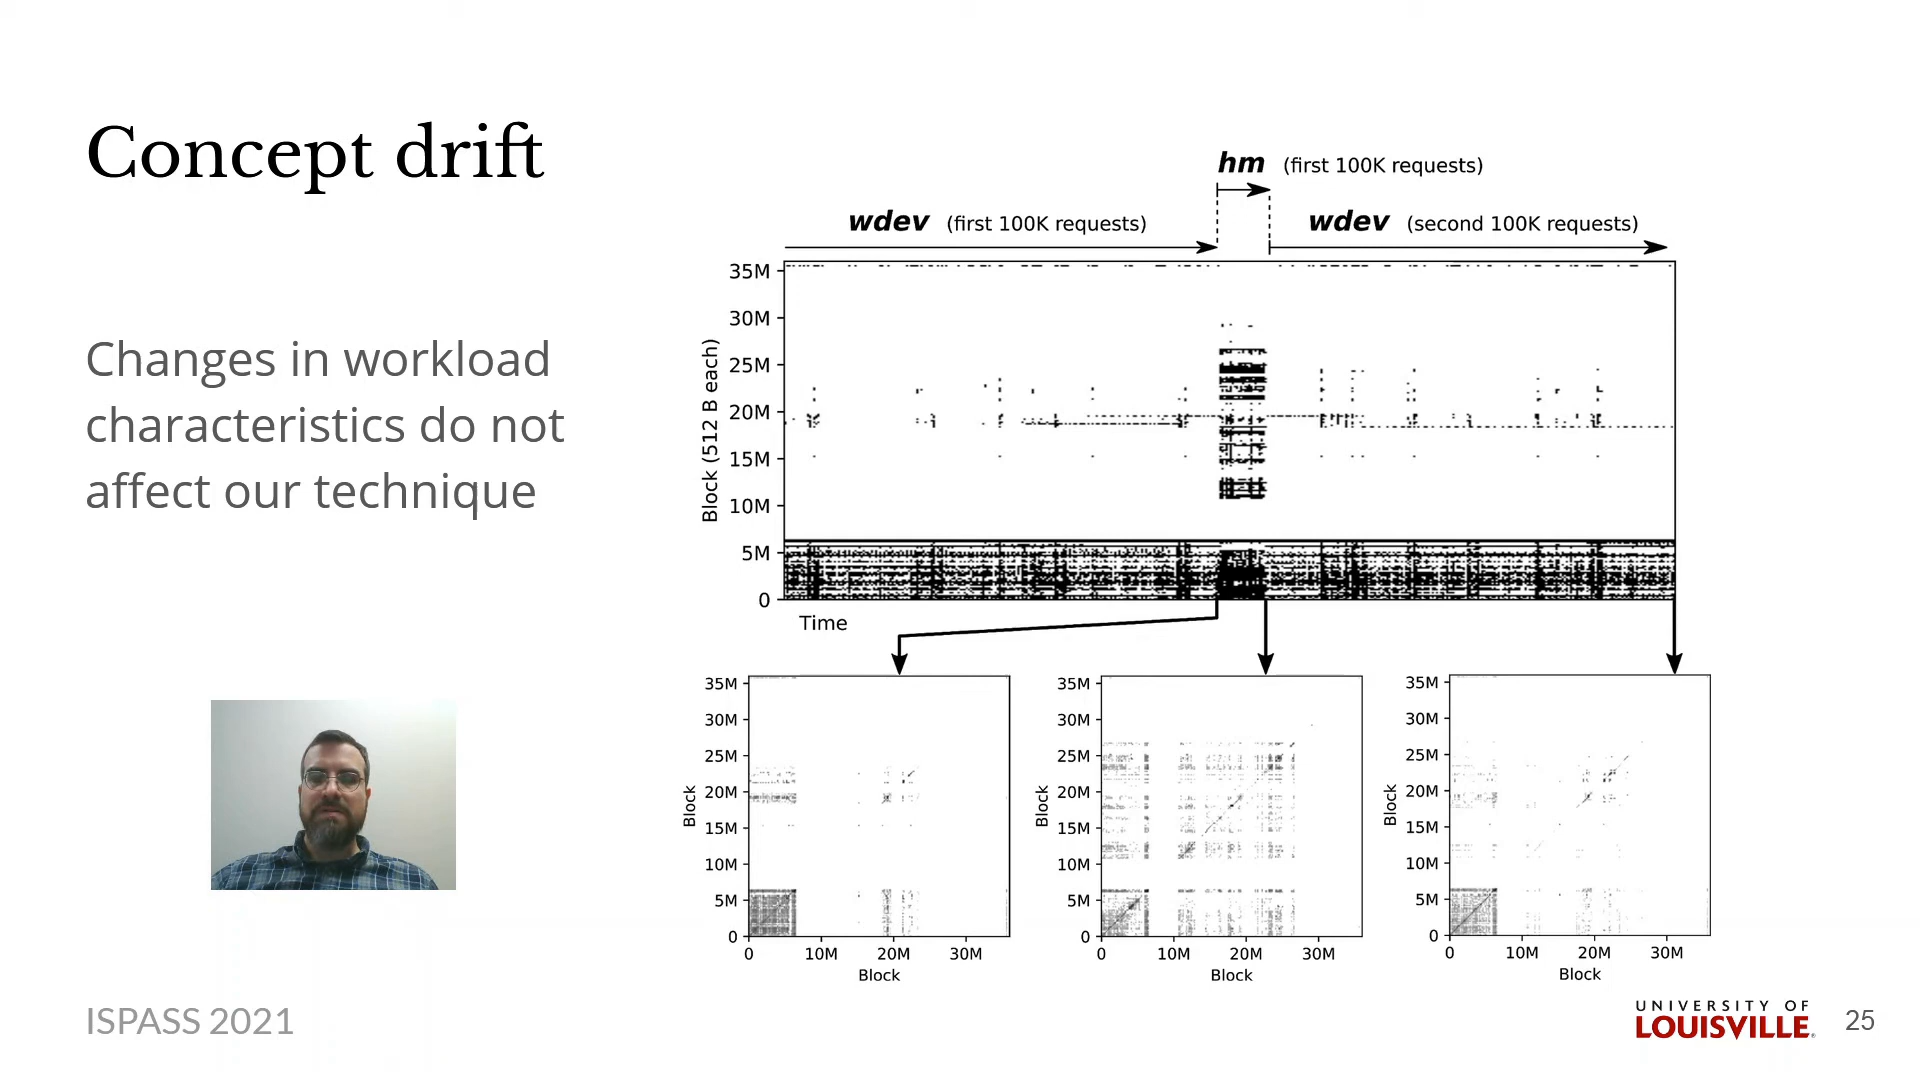 Concept drift
Changes in workload
characteristics do not
affect our technique
hm (first 100K requests)
wdev (first 100K requests)
wdev (second 100K requests)
35M
30M
25M
20M
15M
10M
5M
0
Block (512 B each)
Time
35M
30M
25M
20M
15M
10M
5M
0
Block
0 10M 20M 30M
Block
35M
30M
25M
20M
15M
10M
5M
0
Block
0 10M 20M 30M
Block
35M
30M
25M
20M
15M
10M
5M
0
Block
0 10M 20M 30M
Block
ISPASS 2021
UNIVERSITY OF
LOUISVILLE
25